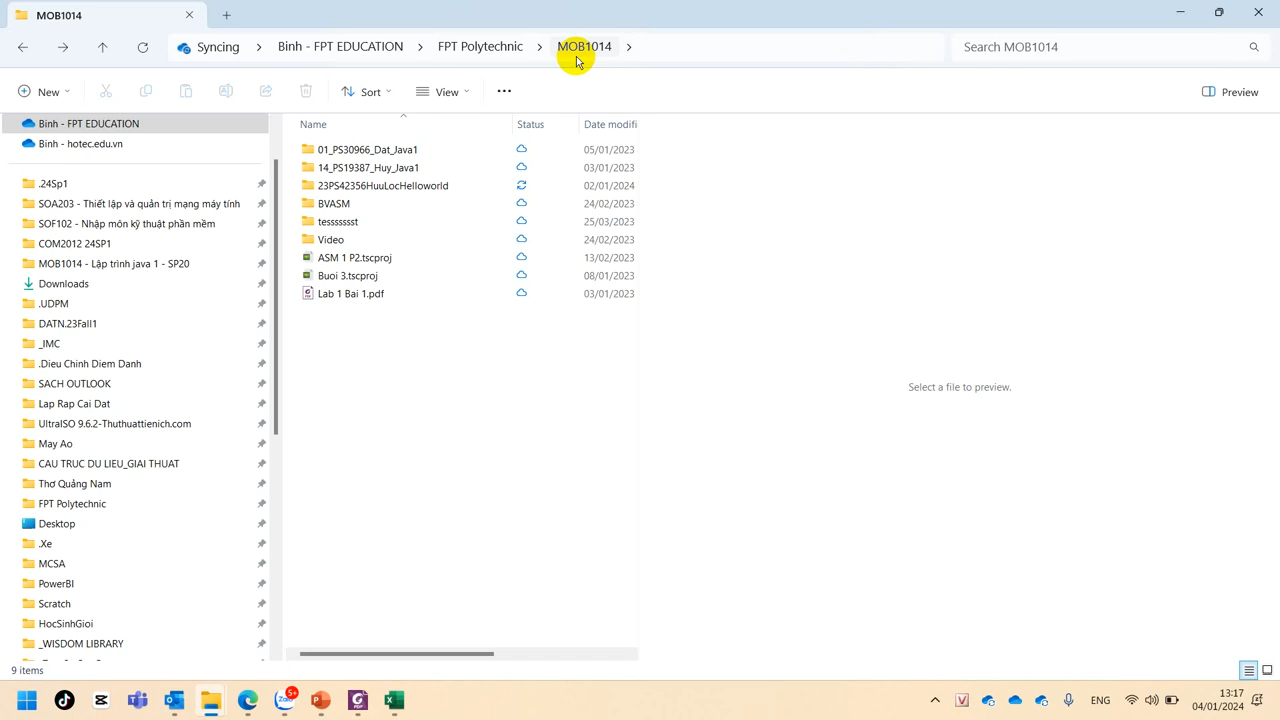 MOB1014
Syncing
Binh - FPT EDUCATION
FPT Polytechnic
MOB1014
Search MOB1014
New
Sort
View
Preview
Binh - FPT EDUCATION
Binh - hotec.edu.vn
.24Sp1
SOA203 - Thiết lập và quản trị mạng máy tính
SOF102 - Nhập môn kỹ thuật phần mềm
COM2012 24SP1
MOB1014 - Lập trình java 1 - SP20
Downloads
.UDPM
DATN.23Fall1
_IMC
.Dieu Chinh Diem Danh
SACH OUTLOOK
Lap Rap Cai Dat
UltraISO 9.6.2-Thuthuattienich.com
May Ao
CAU TRUC DU LIEU_GIAI THUAT
Thơ Quảng Nam
FPT Polytechnic
Desktop
.Xe
MCSA
PowerBI
Scratch
HocSinhGioi
_WISDOM LIBRARY
Name Status Date modifi
01_PS30966_Dat_Java1 05/01/2023
14_PS19387_Huy_Java1 03/01/2023
23PS42356HuuLocHelloworld 02/01/2024
BVASM 24/02/2023
tessssssst 25/03/2023
Video 24/02/2023
ASM 1 P2.tscproj 13/02/2023
Buoi 3.tscproj 08/01/2023
Lab 1 Bai 1.pdf 03/01/2023
Select a file to preview.
9 items
5+
Zalo
ENG
13:17
04/01/2024